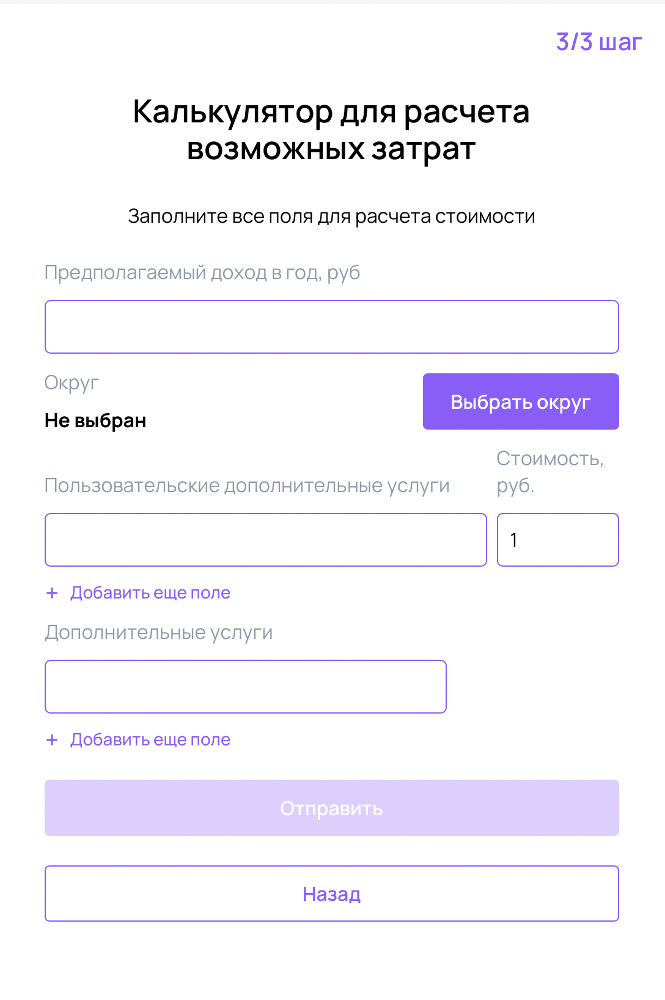 3/3 шаг
Калькулятор для расчета
возможных затрат
Заполните все поля для расчета стоимости
Предполагаемый доход в год, руб
Округ
Не выбран
Выбрать округ
Пользовательские дополнительные услуги
Стоимость,
руб.
1
+ Добавить еще поле
Дополнительные услуги
+ Добавить еще поле
Отправить
Назад